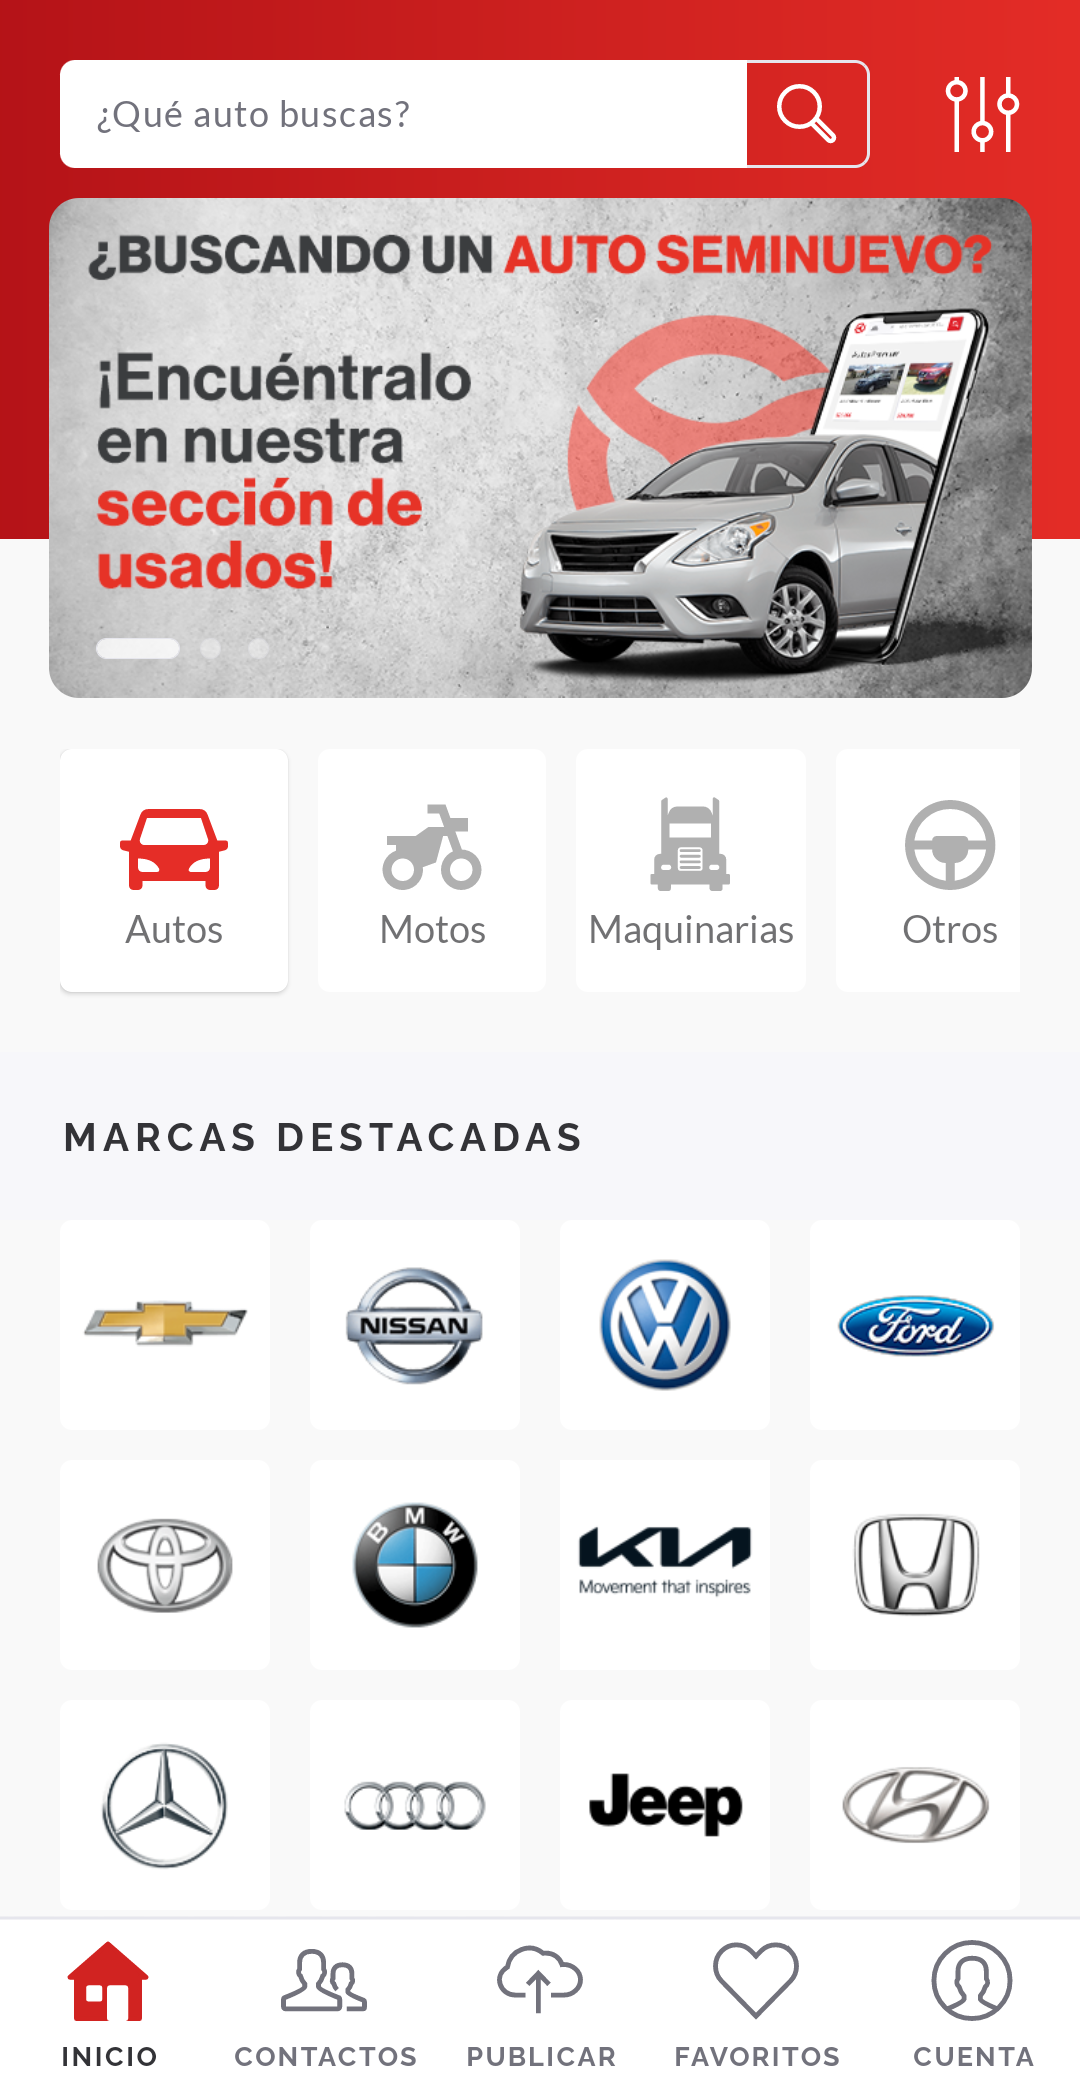 ¿Qué auto buscas?
¿BUSCANDO UN AUTO SEMINUEVO?
¡Encuéntralo
en nuestra
sección de
usados!
Autos
Motos
Maquinarias
Otros
MARCAS DESTACADAS
NISSAN
Ford
BMW
KIA
Movement that inspires
Jeep
INICIO
CONTACTOS
PUBLICAR
FAVORITOS
CUENTA